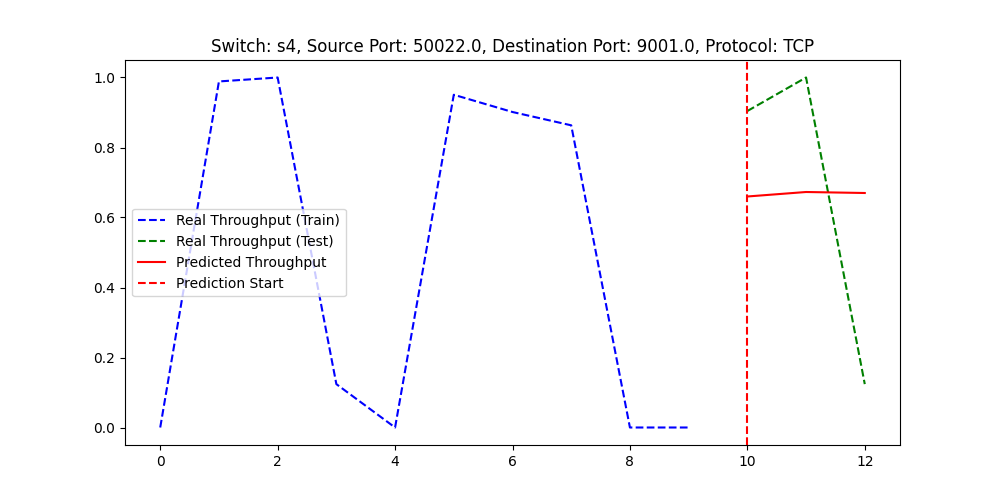 Switch: s4, Source Port: 50022.0, Destination Port: 9001.0, Protocol: TCP
1.0
0.8
0.6
0.4
0.2
0.0
Real Throughput (Train)
Real Throughput (Test)
Predicted Throughput
Prediction Start
0 2 4 6 8 10 12